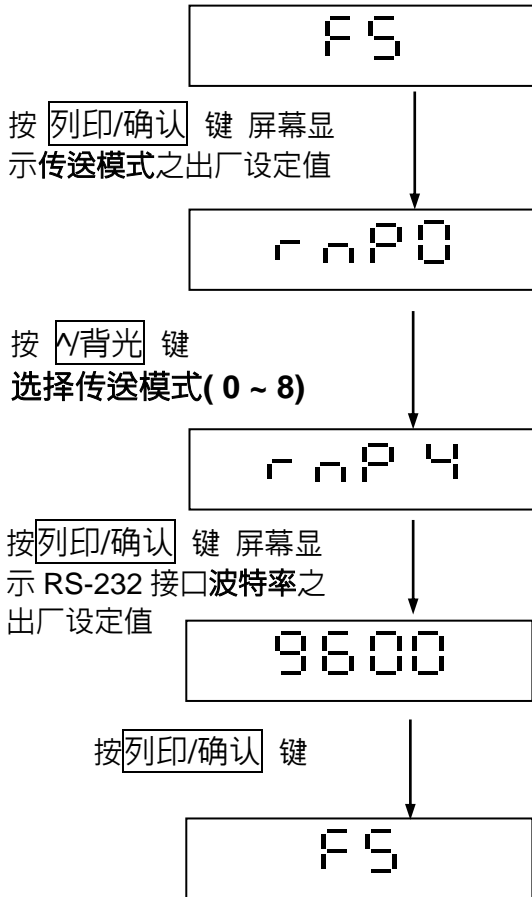 FS
按 列印/确认 键 屏幕显
示传送模式之出厂设定值
rnP0
按 ^/背光 键
选择传送模式( 0 ~ 8)
rnP 4
按列印/确认 键 屏幕显
示 RS-232 接口波特率之
出厂设定值
9600
按列印/确认 键
FS